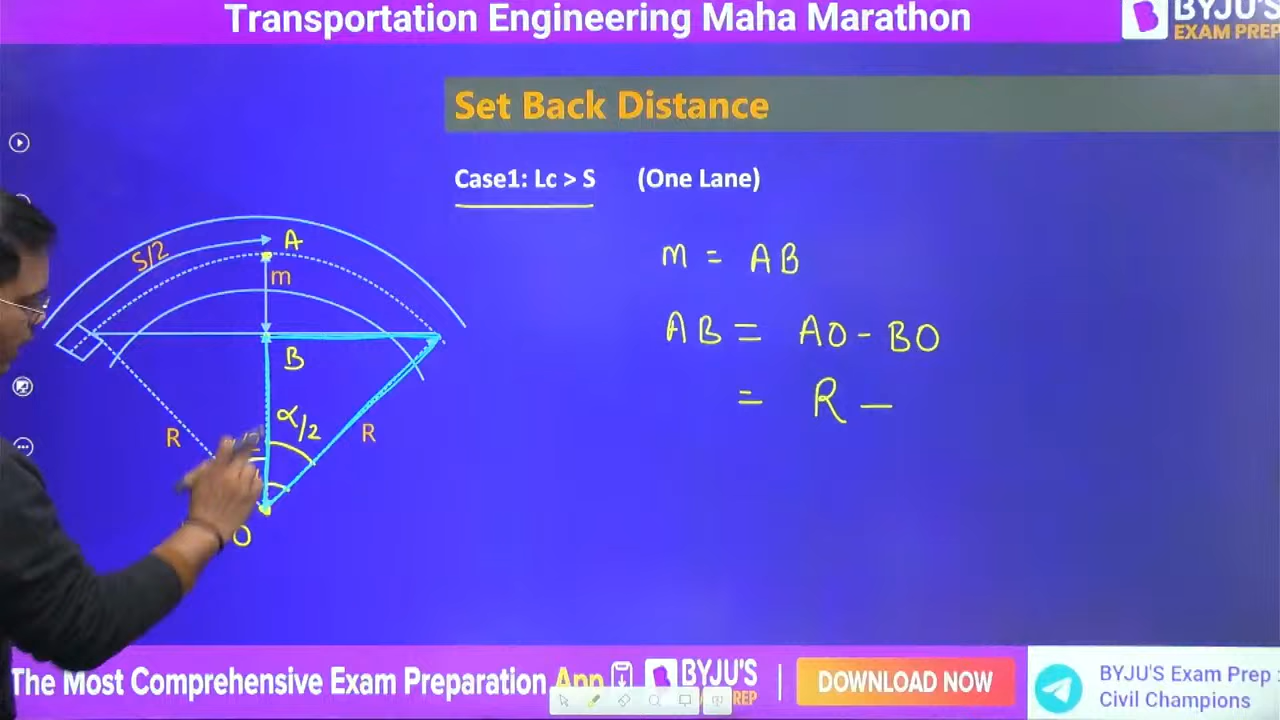 Transportation Engineering Maha Marathon
BYJU'S
EXAM PREP
Set Back Distance
Case1: Lc > S (One Lane)
S/2
A
m
B
α/2
R
R
O
m = AB
AB = AO - BO
= R -
The Most Comprehensive Exam Preparation App
BYJU'S
DOWNLOAD NOW
BYJU'S Exam Prep :
Civil Champions